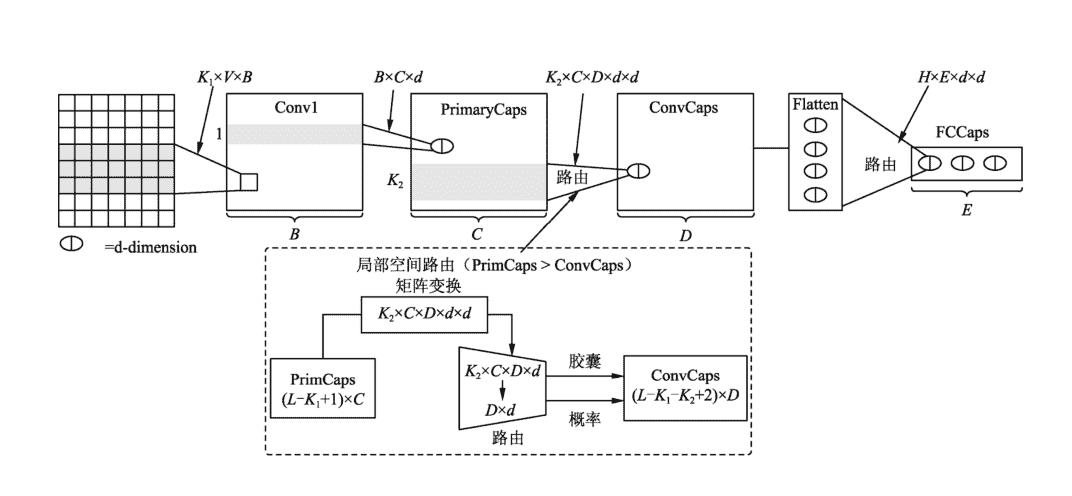 K₁×V×B
B×C×d
K₂×C×D×d×d
H×E×d×d
Conv1
PrimaryCaps
ConvCaps
Flatten
FCCaps
1
K₂
路由
路由
B
C
D
E
=d-dimension
局部空间路由（PrimCaps > ConvCaps）
矩阵变换
K₂×C×D×d×d
PrimCaps
(L−K₁+1)×C
K₂×C×D×d
D×d
路由
胶囊
概率
ConvCaps
(L−K₁−K₂+2)×D